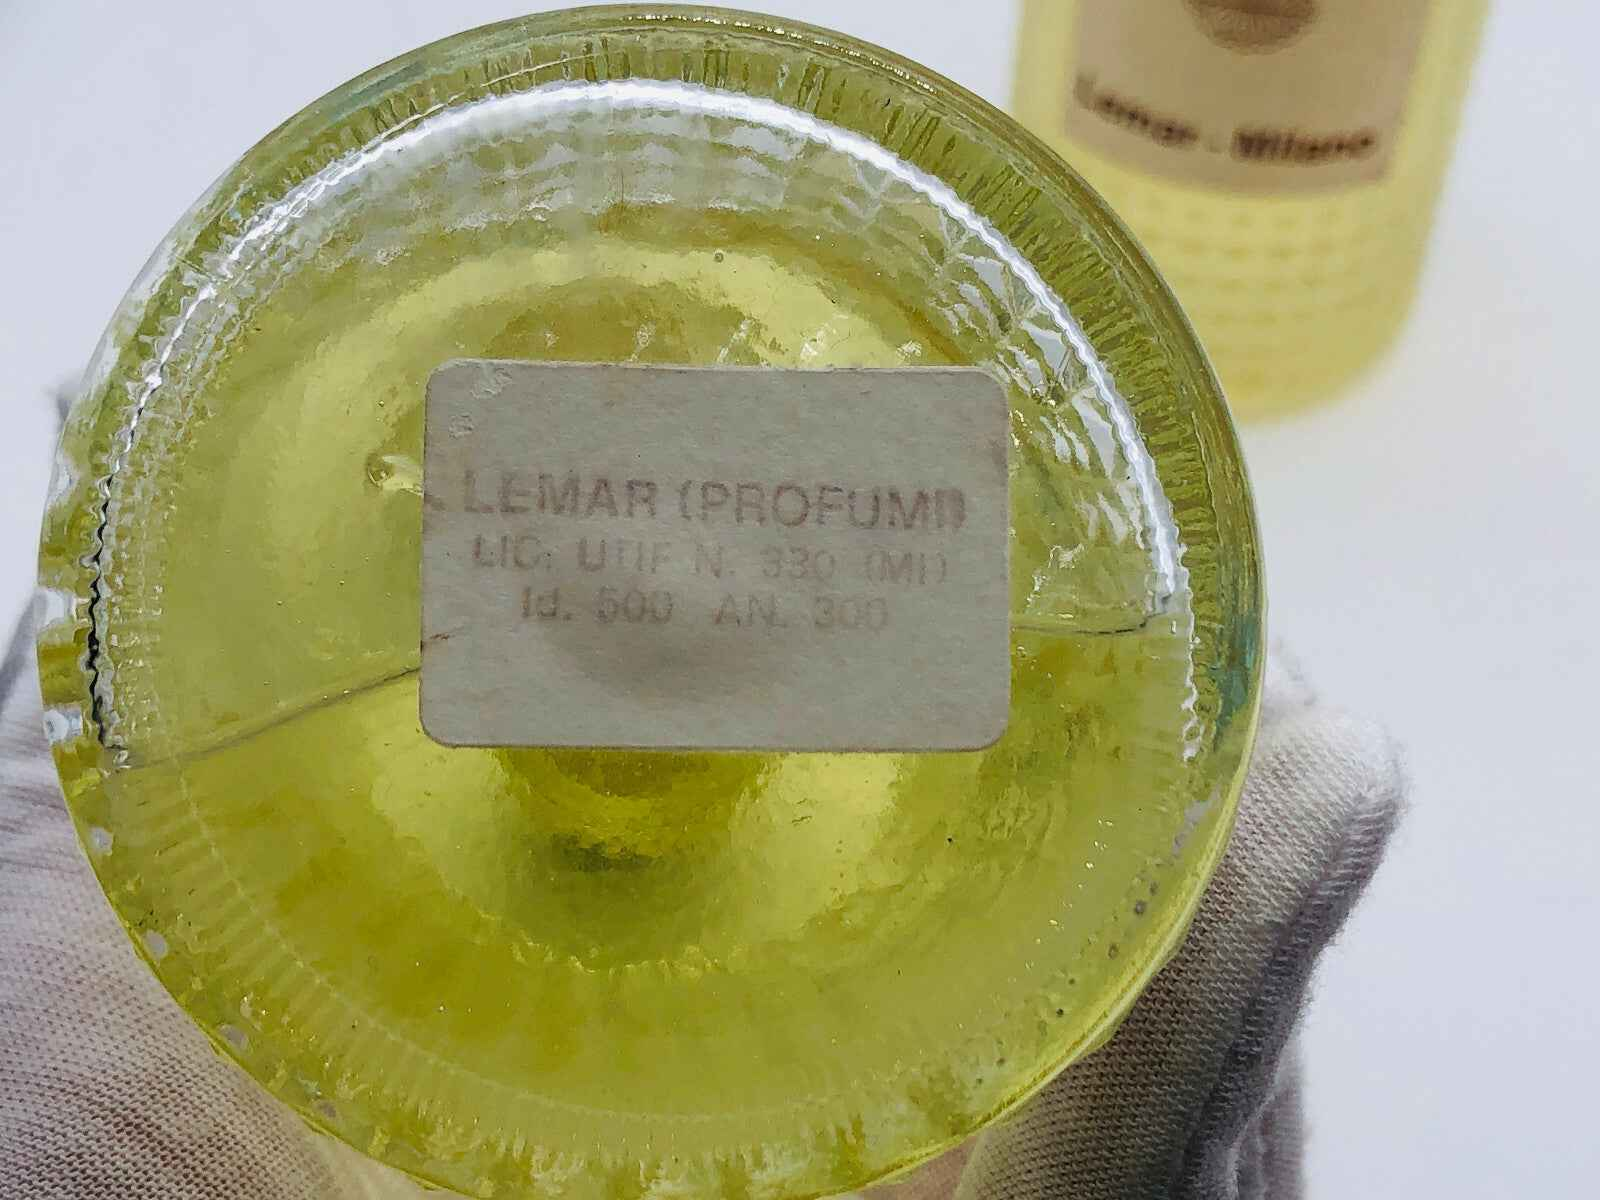 Lemar - Milano
LEMAR (PROFUMI)
LIC. UTIF N. 330 (MI)
Id. 500 AN. 300